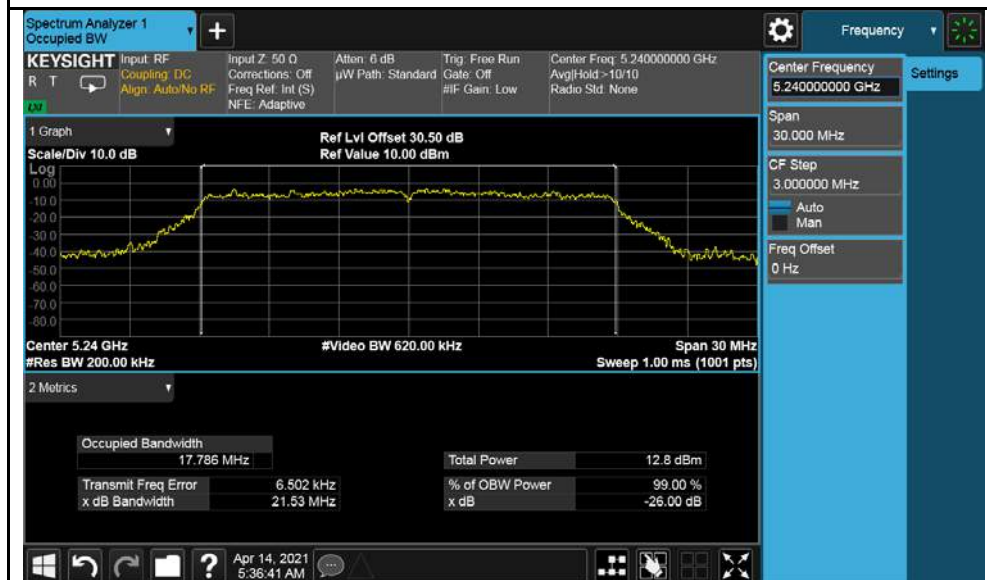 Spectrum Analyzer 1
Occupied BW
Frequency
KEYSIGHT
R T
LXI
Input: RF
Coupling: DC
Align: Auto/No RF
Input Z: 50 Ω
Corrections: Off
Freq Ref: Int (S)
NFE: Adaptive
Atten: 6 dB
µW Path: Standard
Trig: Free Run
Gate: Off
#IF Gain: Low
Center Freq: 5.240000000 GHz
Avg|Hold:>10/10
Radio Std: None
Center Frequency
5.240000000 GHz
Settings
Span
30.000 MHz
CF Step
3.000000 MHz
Auto
Man
Freq Offset
0 Hz
1 Graph
Scale/Div 10.0 dB
Ref Lvl Offset 30.50 dB
Ref Value 10.00 dBm
Log
0.00
-10.0
-20.0
-30.0
-40.0
-50.0
-60.0
-70.0
-80.0
Center 5.24 GHz
#Video BW 620.00 kHz
Span 30 MHz
#Res BW 200.00 kHz
Sweep 1.00 ms (1001 pts)
2 Metrics
Occupied Bandwidth
17.786 MHz
Total Power 12.8 dBm
Transmit Freq Error 6.502 kHz
% of OBW Power 99.00 %
x dB Bandwidth 21.53 MHz
x dB -26.00 dB
?
Apr 14, 2021
5:36:41 AM